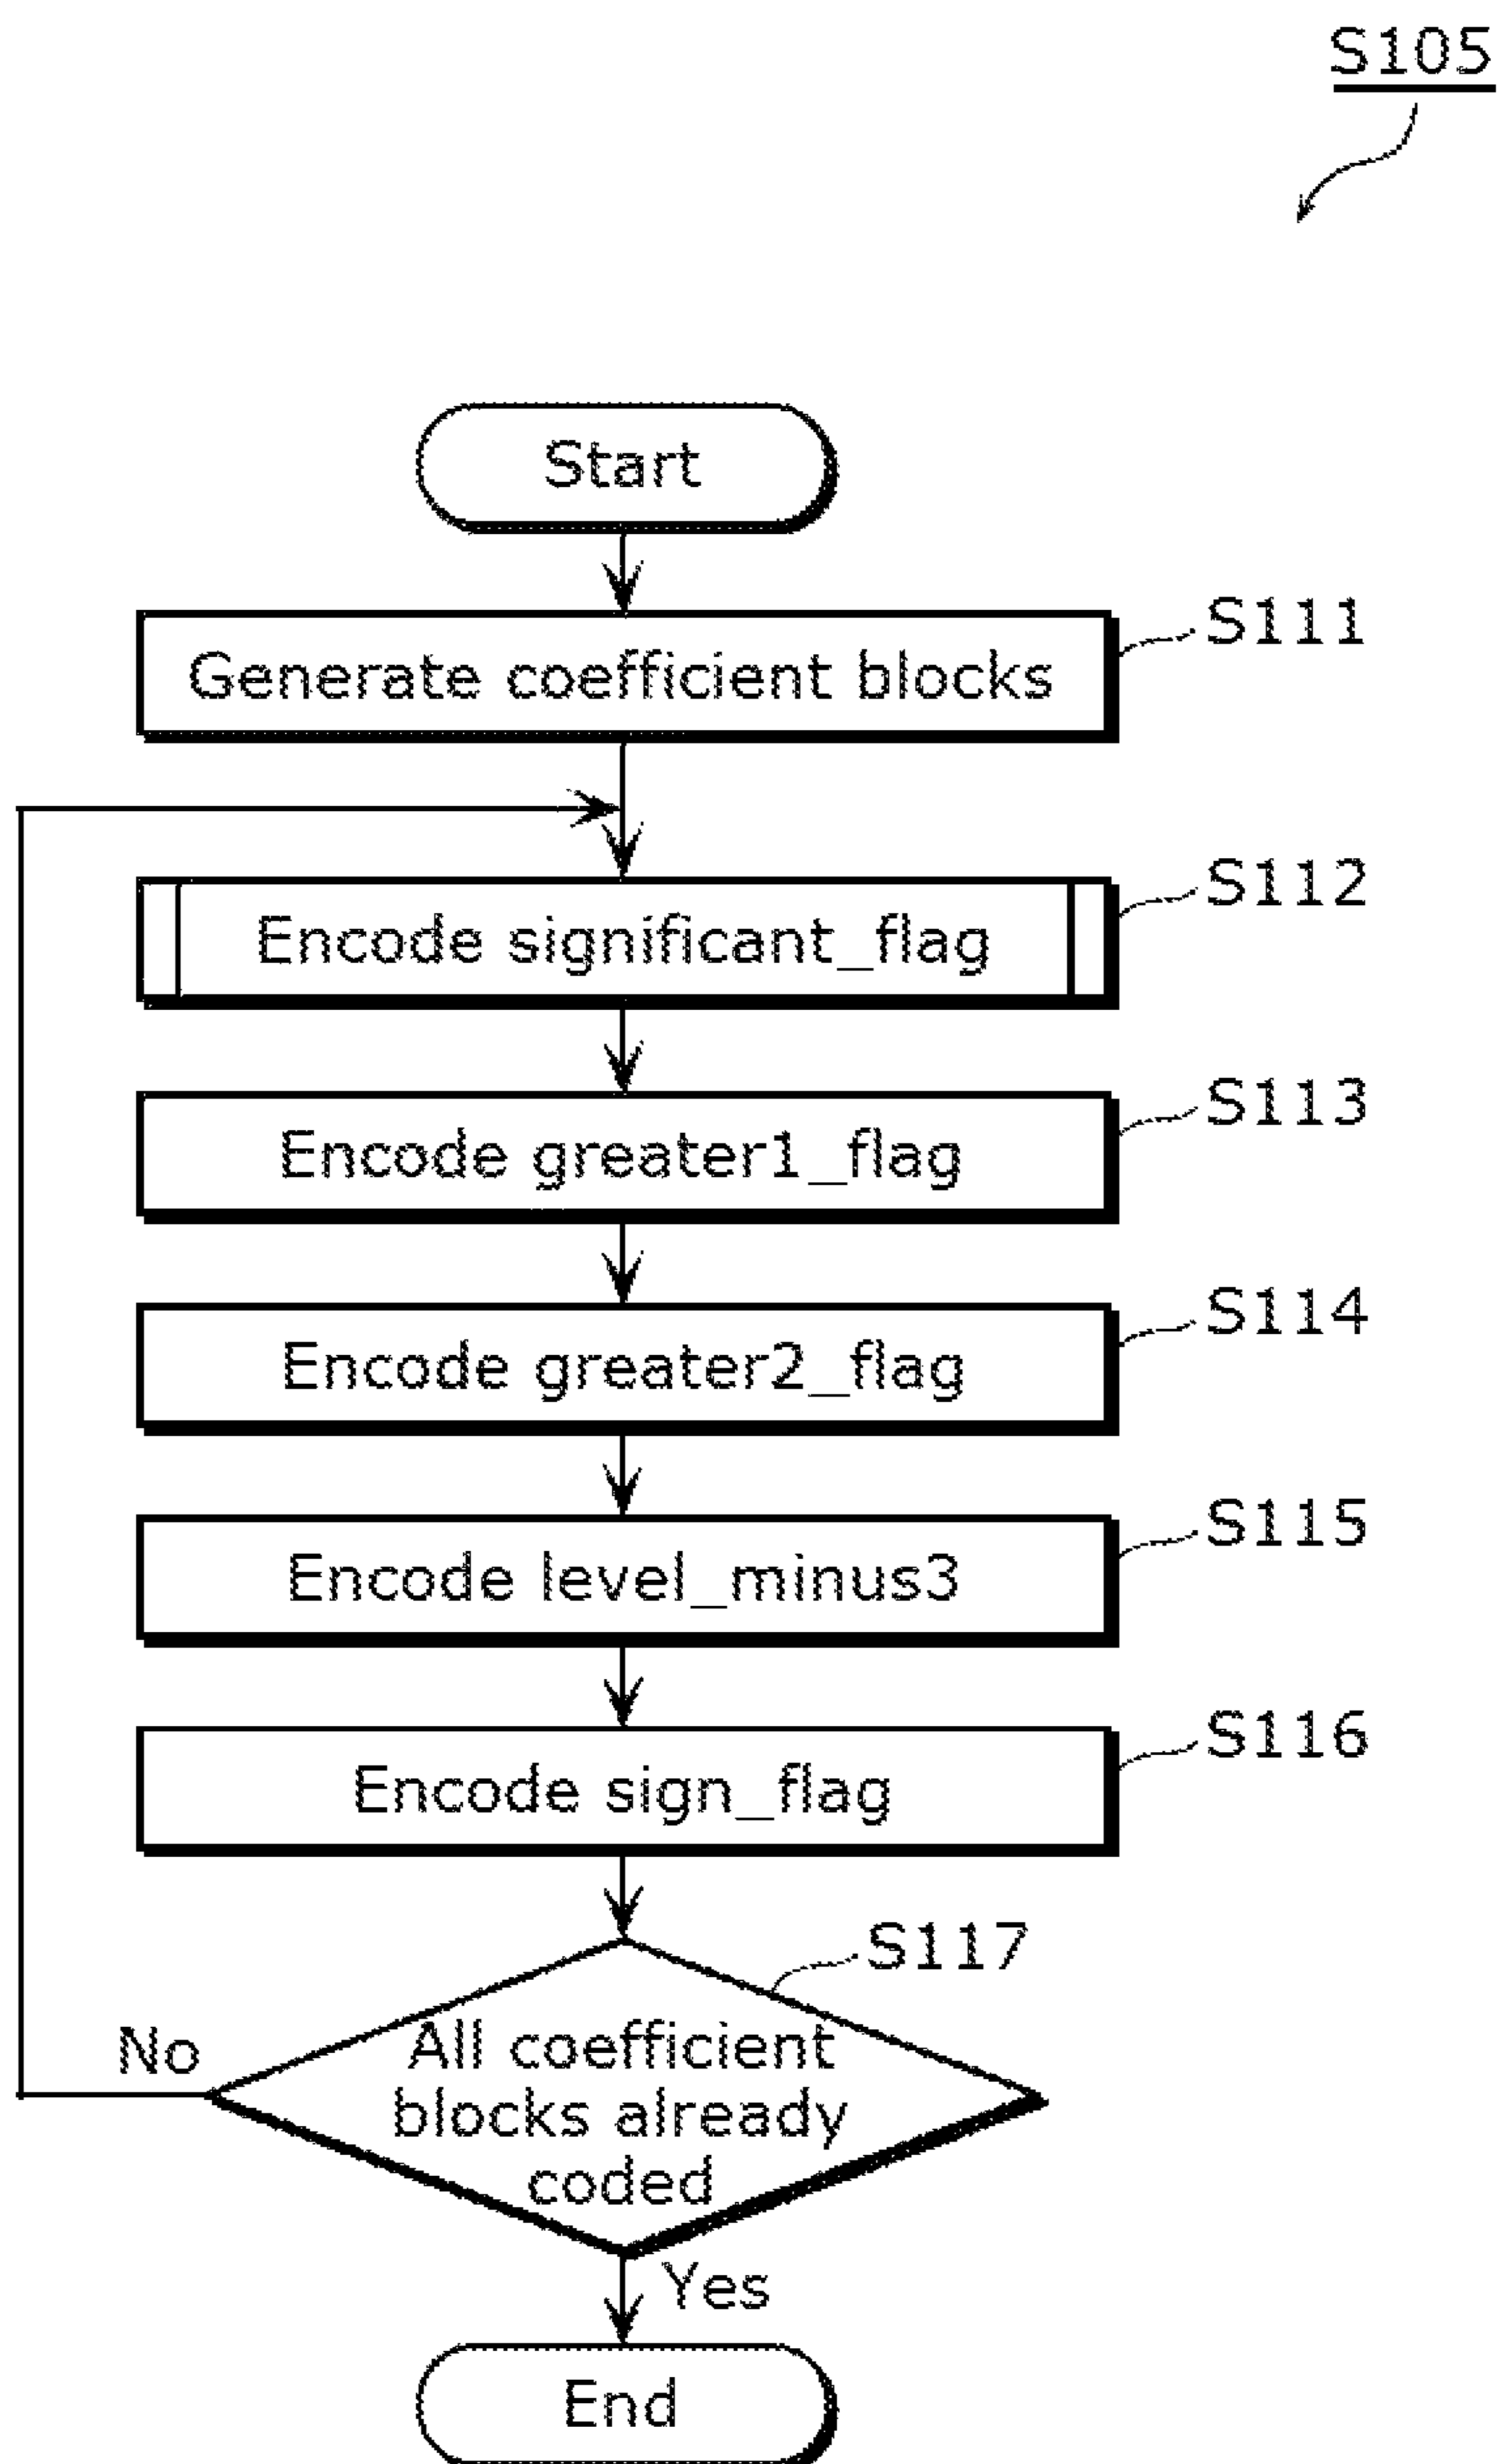 S105
Start
Generate coefficient blocks
S111
Encode significant_flag
S112
Encode greater1_flag
S113
Encode greater2_flag
S114
Encode level_minus3
S115
Encode sign_flag
S116
S117
All coefficient
blocks already
coded
No
Yes
End